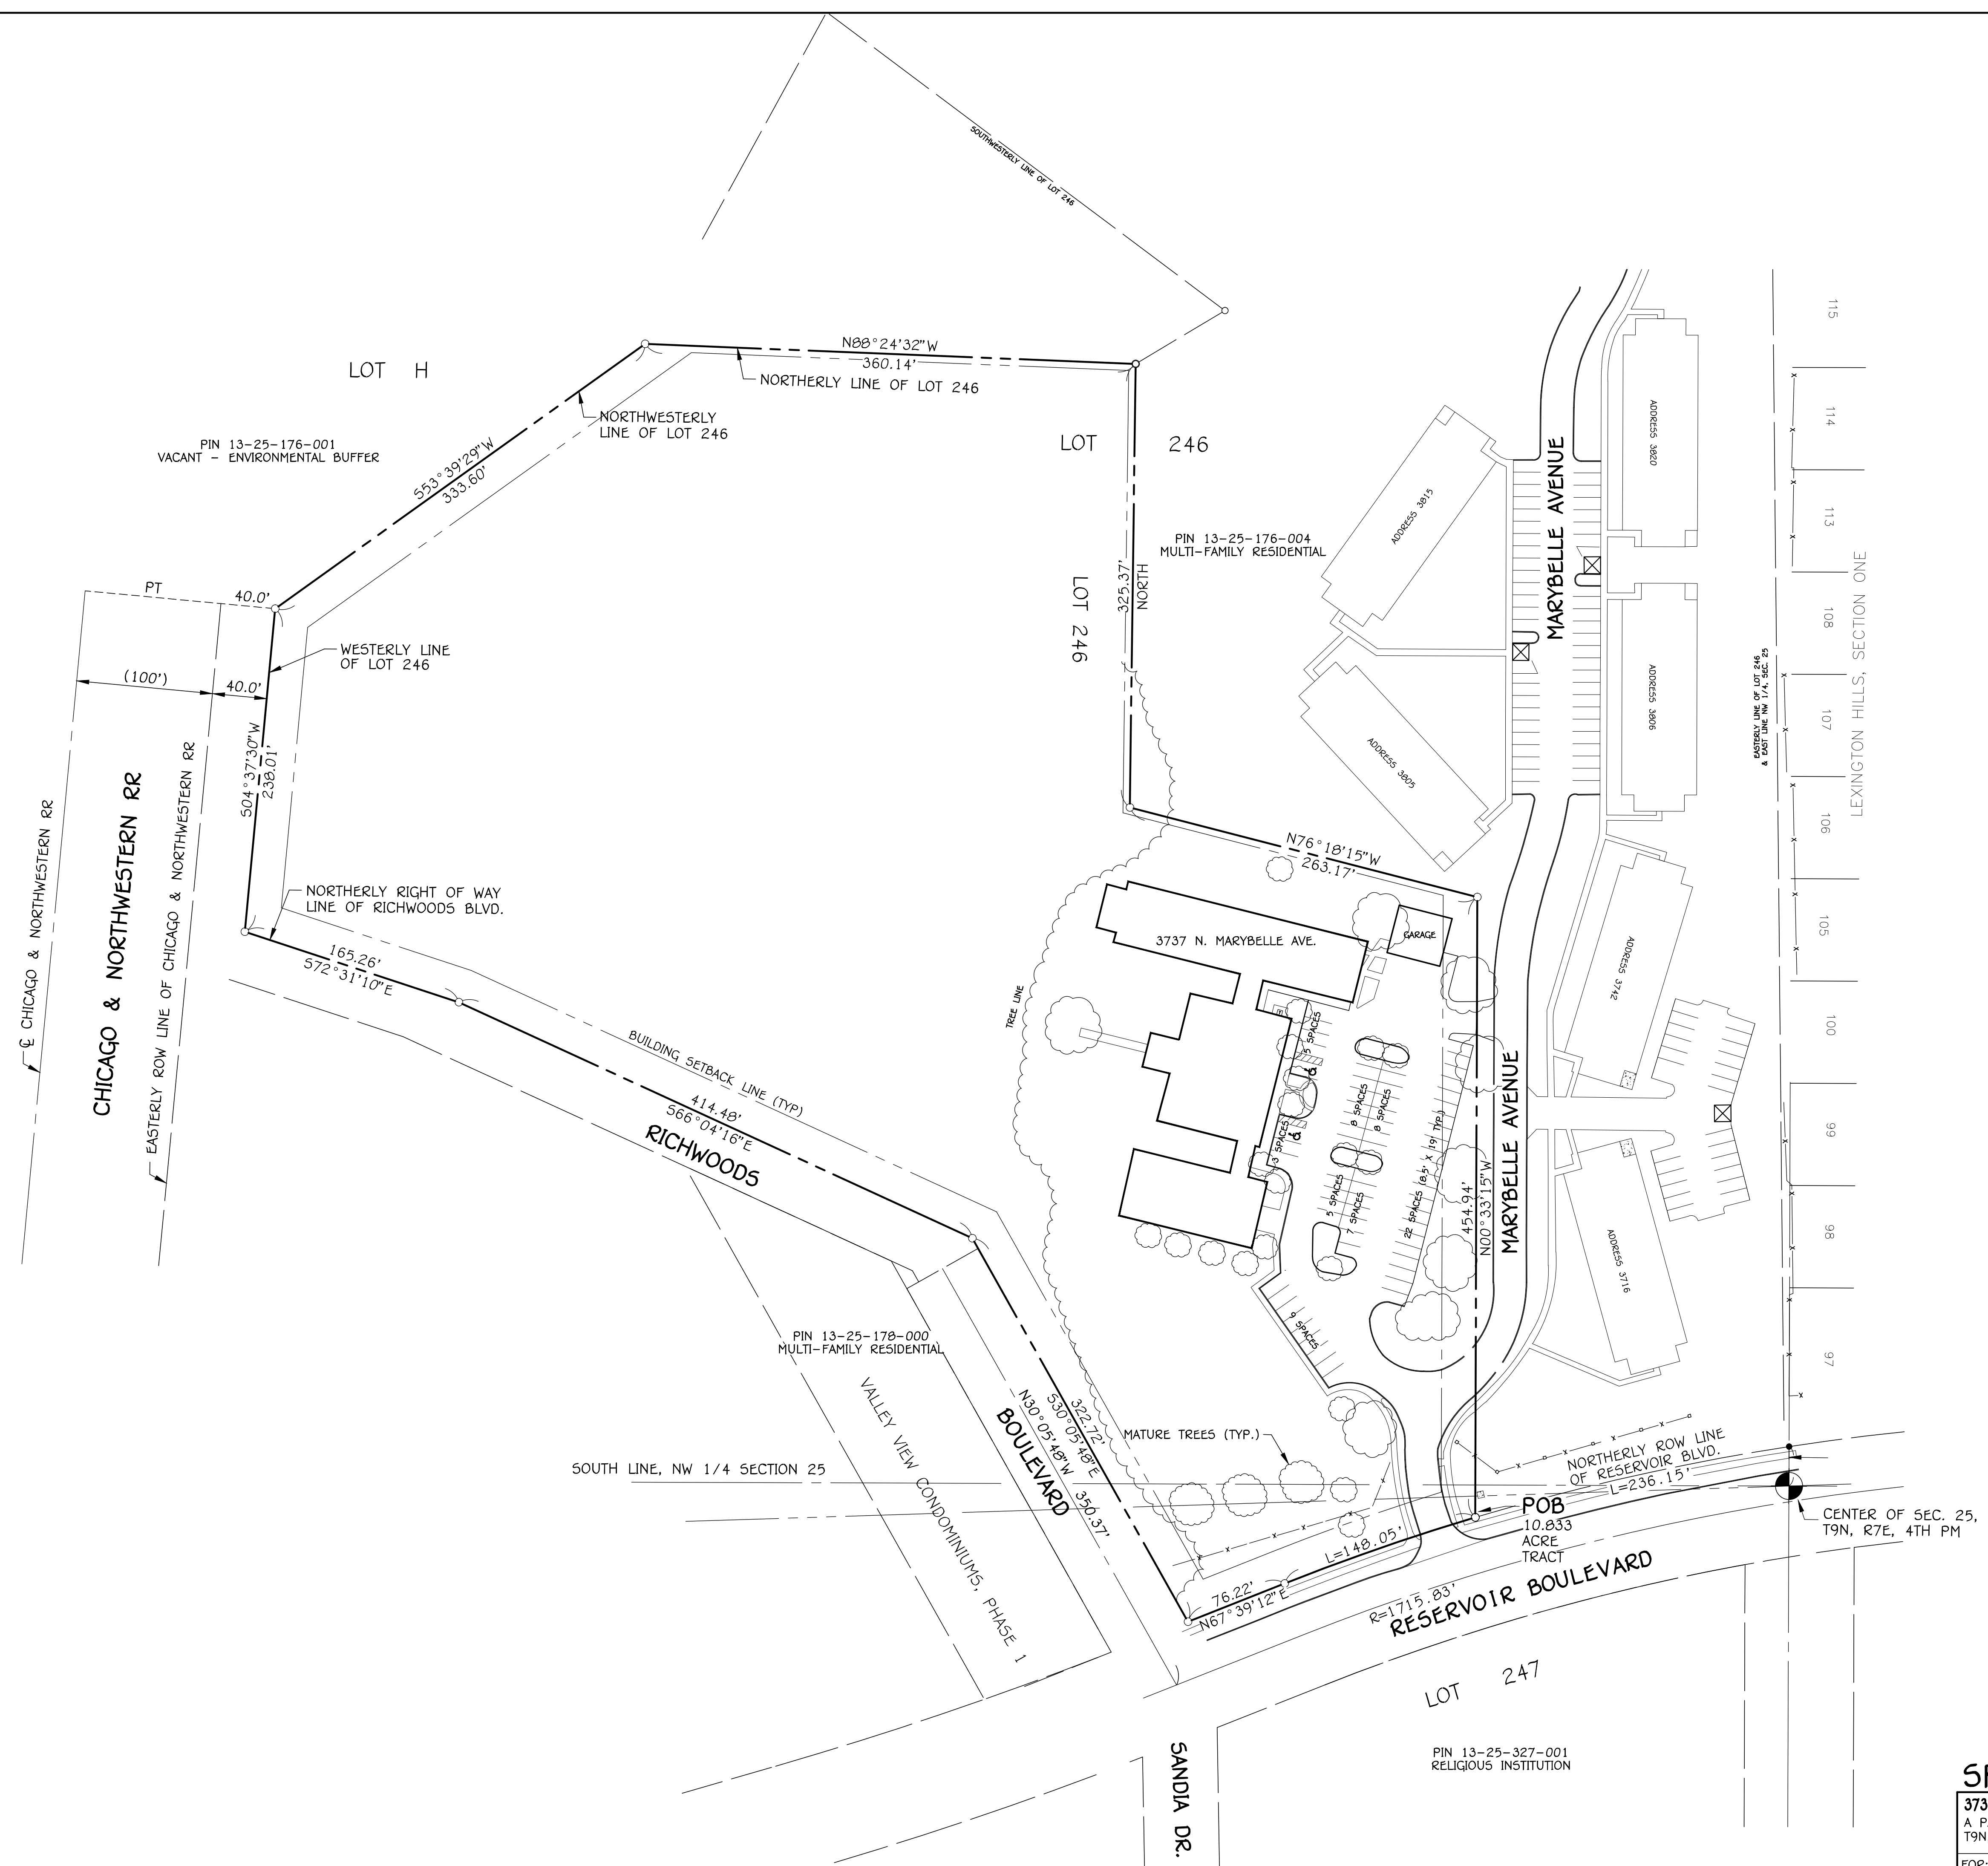 SOUTHWESTERLY LINE OF LOT 246
N88°24'32"W
360.14'
NORTHERLY LINE OF LOT 246
LOT H
NORTHWESTERLY
LINE OF LOT 246
PIN 13-25-176-001
VACANT - ENVIRONMENTAL BUFFER
S53°39'29"W
333.60'
LOT 246
PIN 13-25-176-004
MULTI-FAMILY RESIDENTIAL
325.37'
NORTH
LOT 246
PT
40.0'
WESTERLY LINE
OF LOT 246
(100')
40.0'
S04°37'30"W
238.01'
℄ CHICAGO & NORTHWESTERN RR
CHICAGO & NORTHWESTERN RR
EASTERLY ROW LINE OF CHICAGO & NORTHWESTERN RR
NORTHERLY RIGHT OF WAY
LINE OF RICHWOODS BLVD.
165.26'
S72°31'10"E
BUILDING SETBACK LINE (TYP)
414.48'
S66°04'16"E
RICHWOODS
TREE LINE
N76°18'15"W
263.17'
3737 N. MARYBELLE AVE.
GARAGE
5 SPACES
3 SPACES
8 SPACES
8 SPACES
5 SPACES
7 SPACES
22 SPACES (8.5' X 19' TYP.)
9 SPACES
454.94'
N00°33'15"W
MARYBELLE AVENUE
MARYBELLE AVENUE
ADDRESS 3815
ADDRESS 3805
ADDRESS 3820
ADDRESS 3806
ADDRESS 3742
ADDRESS 3716
EASTERLY LINE OF LOT 246
& EAST LINE NW 1/4, SEC. 25
LEXINGTON HILLS, SECTION ONE
115
114
113
108
107
106
105
100
99
98
97
PIN 13-25-178-000
MULTI-FAMILY RESIDENTIAL
VALLEY VIEW CONDOMINIUMS, PHASE 1
322.72'
S30°05'48"E
N30°05'48"W 350.37'
BOULEVARD
MATURE TREES (TYP.)
SOUTH LINE, NW 1/4 SECTION 25
NORTHERLY ROW LINE
OF RESERVOIR BLVD.
L=236.15'
POB
10.833
ACRE
TRACT
CENTER OF SEC. 25,
T9N, R7E, 4TH PM
L=148.05'
76.22'
N67°39'12"E
R=1715.83'
RESERVOIR BOULEVARD
LOT 247
PIN 13-25-327-001
RELIGIOUS INSTITUTION
SANDIA DR.
373
A P
T9N
FOR: